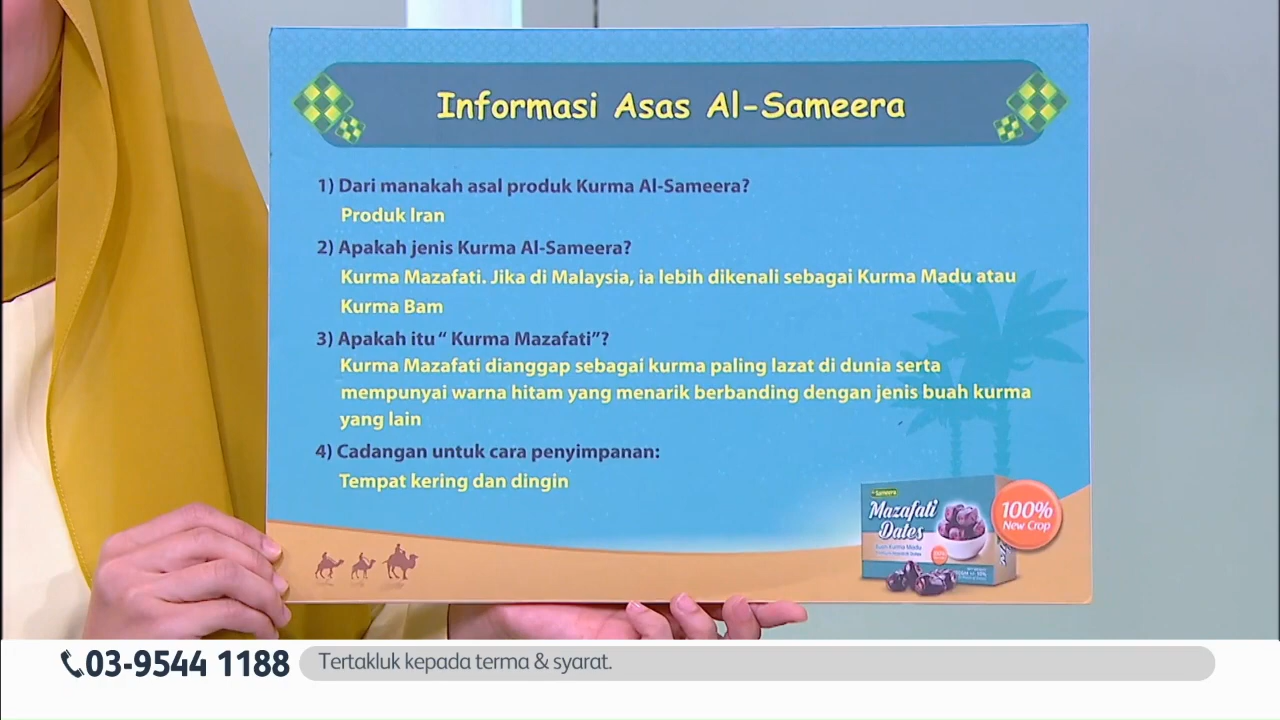 Informasi Asas Al-Sameera
1) Dari manakah asal produk Kurma Al-Sameera?
Produk Iran
2) Apakah jenis Kurma Al-Sameera?
Kurma Mazafati. Jika di Malaysia, ia lebih dikenali sebagai Kurma Madu atau
Kurma Bam
3) Apakah itu “ Kurma Mazafati”?
Kurma Mazafati dianggap sebagai kurma paling lazat di dunia serta
mempunyai warna hitam yang menarik berbanding dengan jenis buah kurma
yang lain
4) Cadangan untuk cara penyimpanan:
Tempat kering dan dingin
Sameera
Mazafati
Dates
Buah Kurma Madu
100%
New Crop
03-9544 1188
Tertakluk kepada terma & syarat.